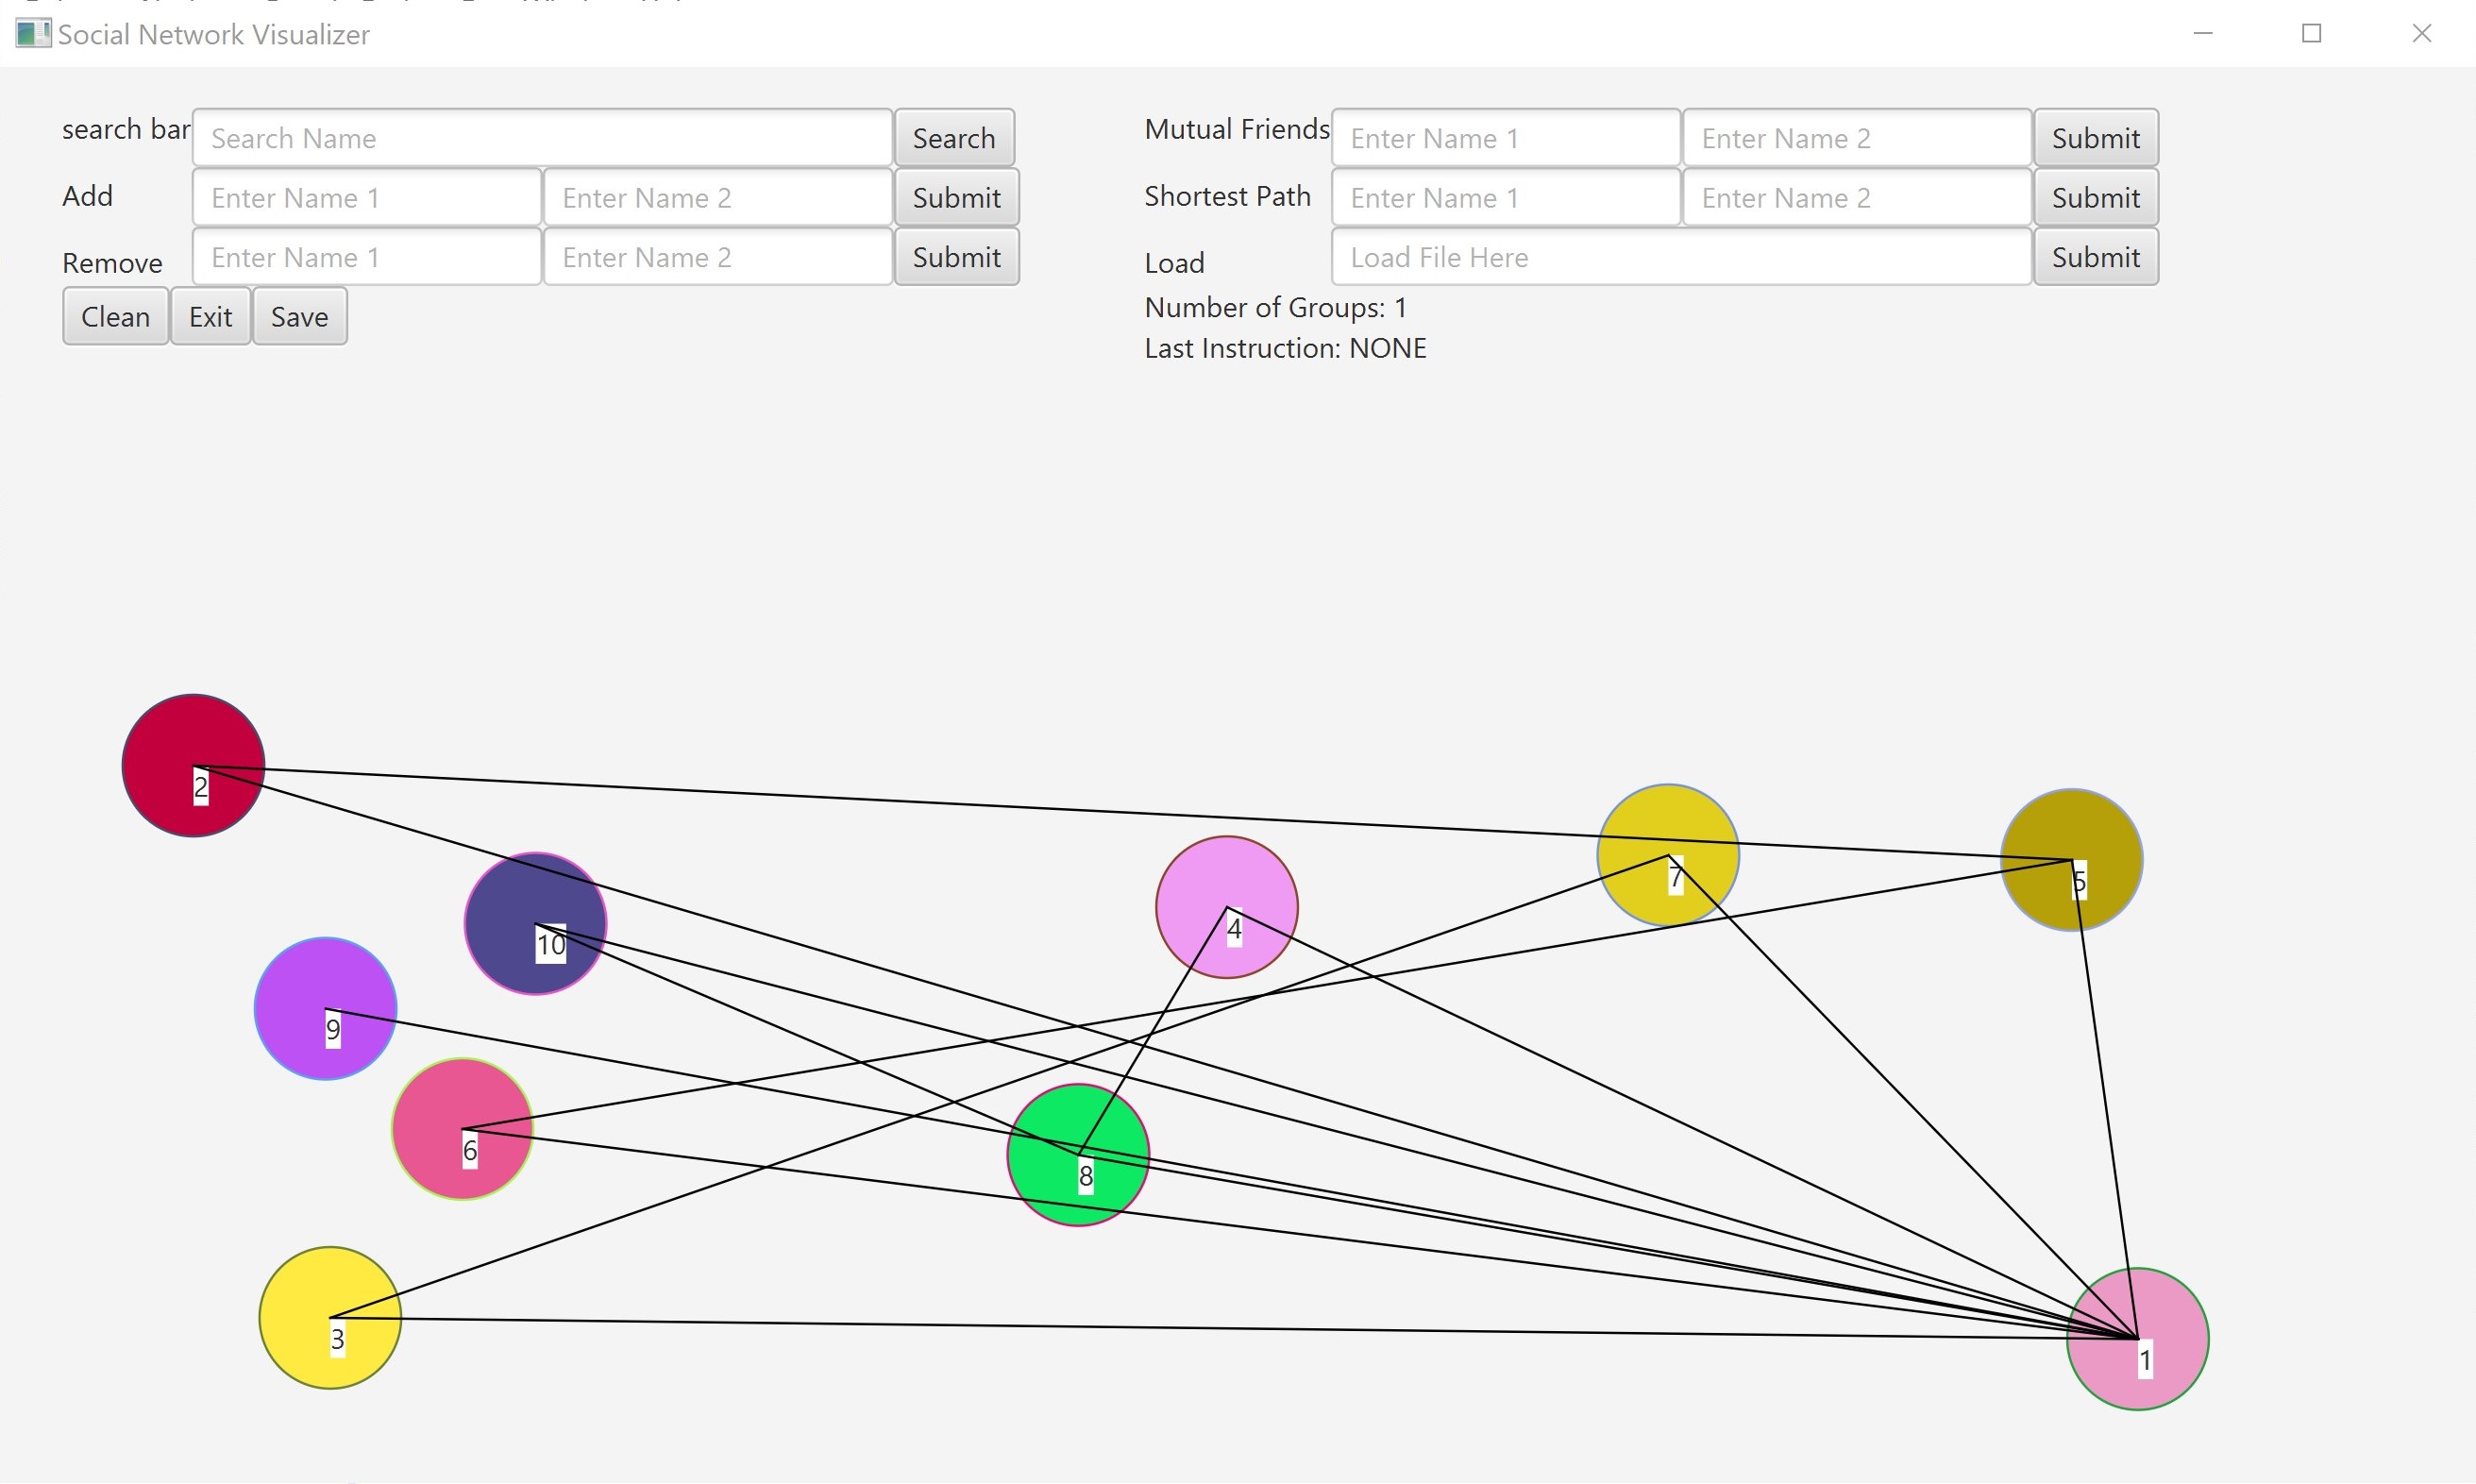 Social Network Visualizer
search bar Search Name Search
Add Enter Name 1 Enter Name 2 Submit
Remove Enter Name 1 Enter Name 2 Submit
Clean Exit Save
Mutual Friends Enter Name 1 Enter Name 2 Submit
Shortest Path Enter Name 1 Enter Name 2 Submit
Load Load File Here Submit
Number of Groups: 1
Last Instruction: NONE
2
7
5
4
10
9
6
8
3
1